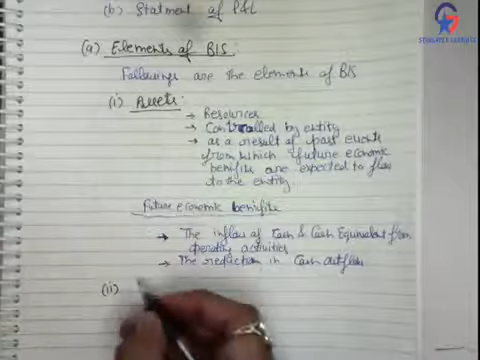 (b) Statment of P&L
(a) Elements of B/S:
Followings are the elements of B/S
(i) Assets:
→ Resources
→ Controlled by entity
→ as a result of past events
from which future economic
benefits are expected to flow
to the entity
Future economic benefits
→ The inflow of Cash & Cash Equivalent from
operating activities
→ The reduction in Cash outflow
(ii)